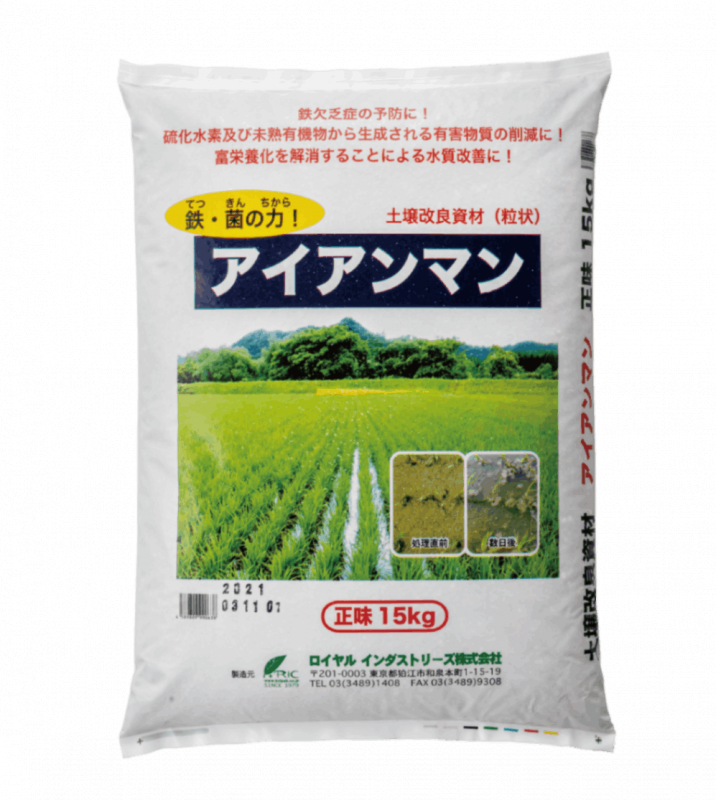 鉄欠乏症の予防に！
硫化水素及び未熟有機物から生成される有害物質の削減に！
富栄養化を解消することによる水質改善に！
てつ きん ちから
鉄・菌の力！
土壌改良資材（粒状）
アイアンマン
処理直前
数日後
2021
031101
正味 15kg
製造元
RIC
SINCE 1975
ロイヤル インダストリーズ株式会社
〒201-0003 東京都狛江市和泉本町1-15-19
TEL 03(3489)1408 FAX 03(3489)9308
土壌改良資材 アイアンマン 正味 15kg